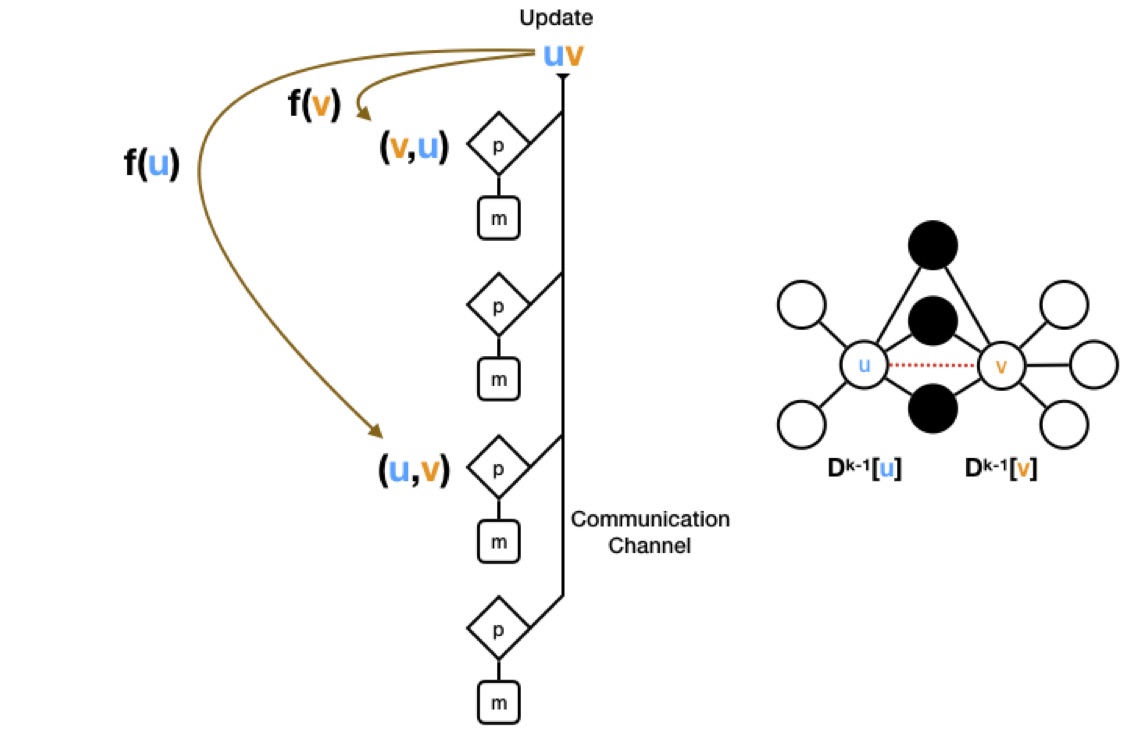 Update
uv
f(v)
(v,u)
p
f(u)
m
p
m
u
v
(u,v)
p
D^k-1[u]
D^k-1[v]
Communication
Channel
m
p
m